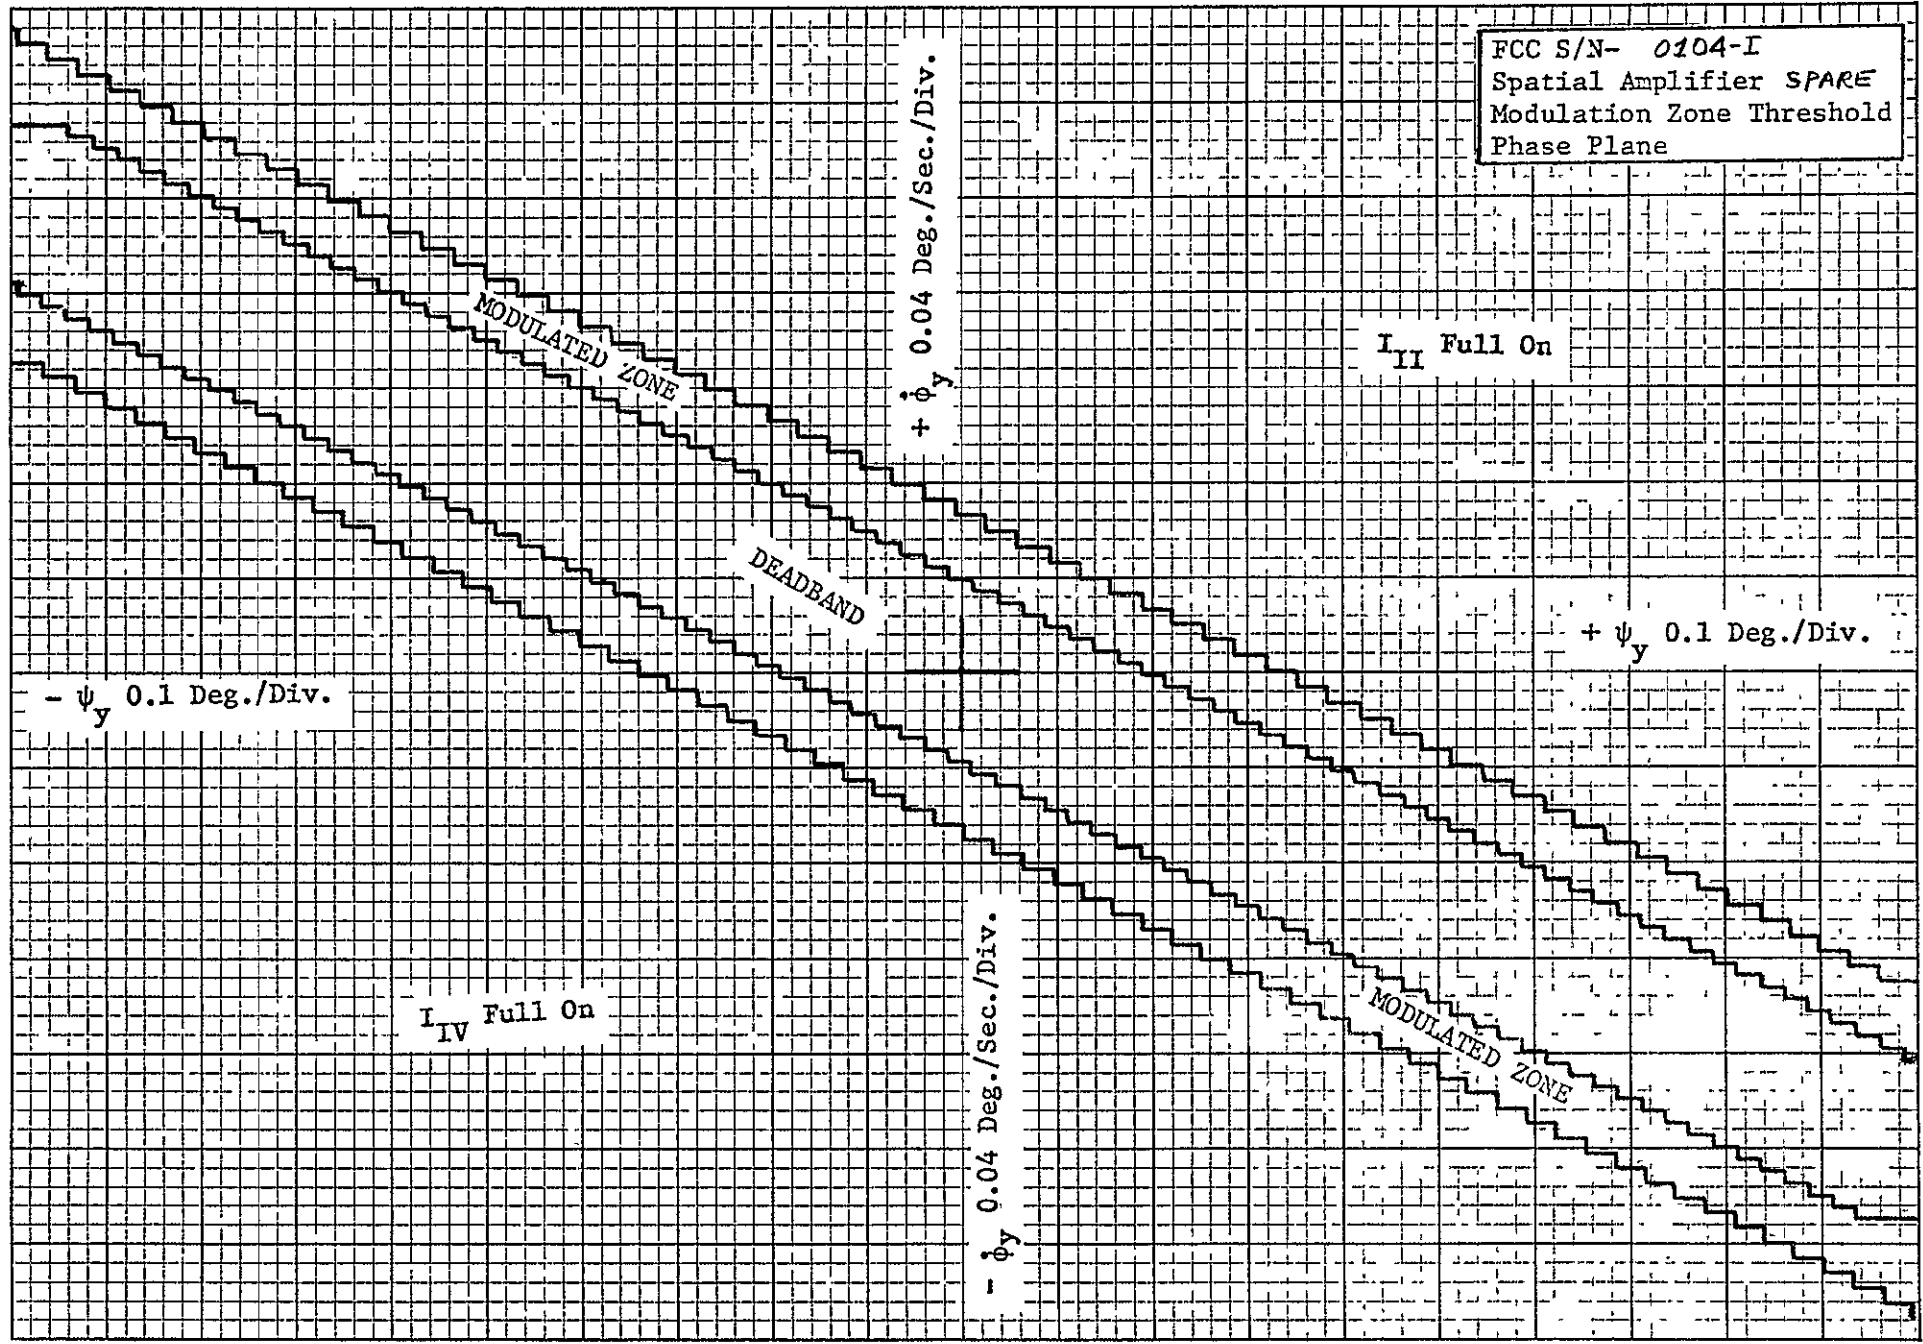 FCC S/N- 0104-I
Spatial Amplifier SPARE
Modulation Zone Threshold
Phase Plane
+ φ̇y 0.04 Deg./Sec./Div.
MODULATED ZONE
III Full On
DEADBAND
+ ψy 0.1 Deg./Div.
- ψy 0.1 Deg./Div.
IIV Full On
- φ̇y 0.04 Deg./Sec./Div.
MODULATED ZONE